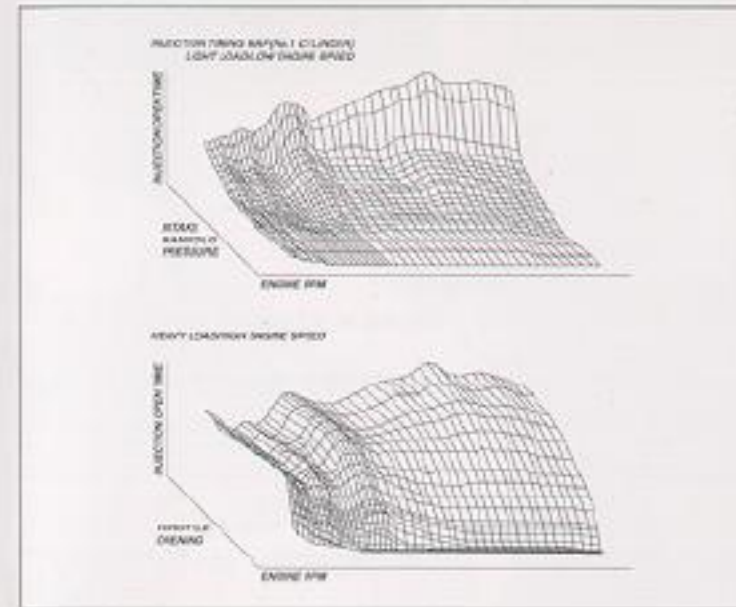 INJECTION TIMING MAP(No.1 CYLINDER)
LIGHT LOAD/LOW ENGINE SPEED
INJECTION OPEN TIME
INTAKE
MANIFOLD
PRESSURE
ENGINE RPM
HEAVY LOAD/HIGH ENGINE SPEED
INJECTION OPEN TIME
THROTTLE
OPENING
ENGINE RPM